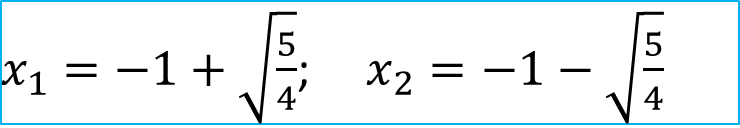 x₁ = −1 + √(5/4); x₂ = −1 − √(5/4)